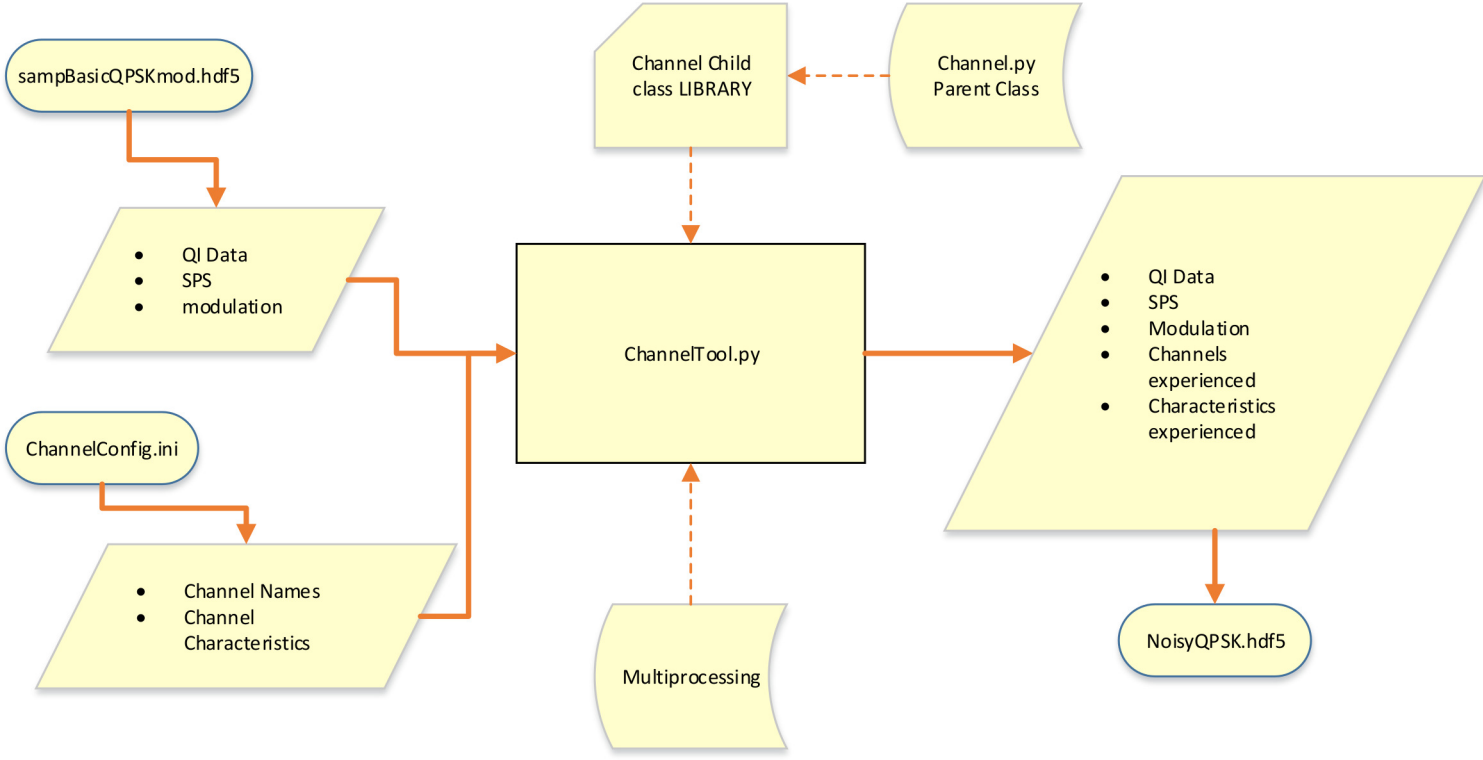 sampBasicQPSKmod.hdf5
Channel Child
class LIBRARY
Channel.py
Parent Class
• QI Data
• SPS
• modulation
ChannelTool.py
• QI Data
• SPS
• Modulation
• Channels
experienced
• Characteristics
experienced
ChannelConfig.ini
• Channel Names
• Channel
Characteristics
Multiprocessing
NoisyQPSK.hdf5